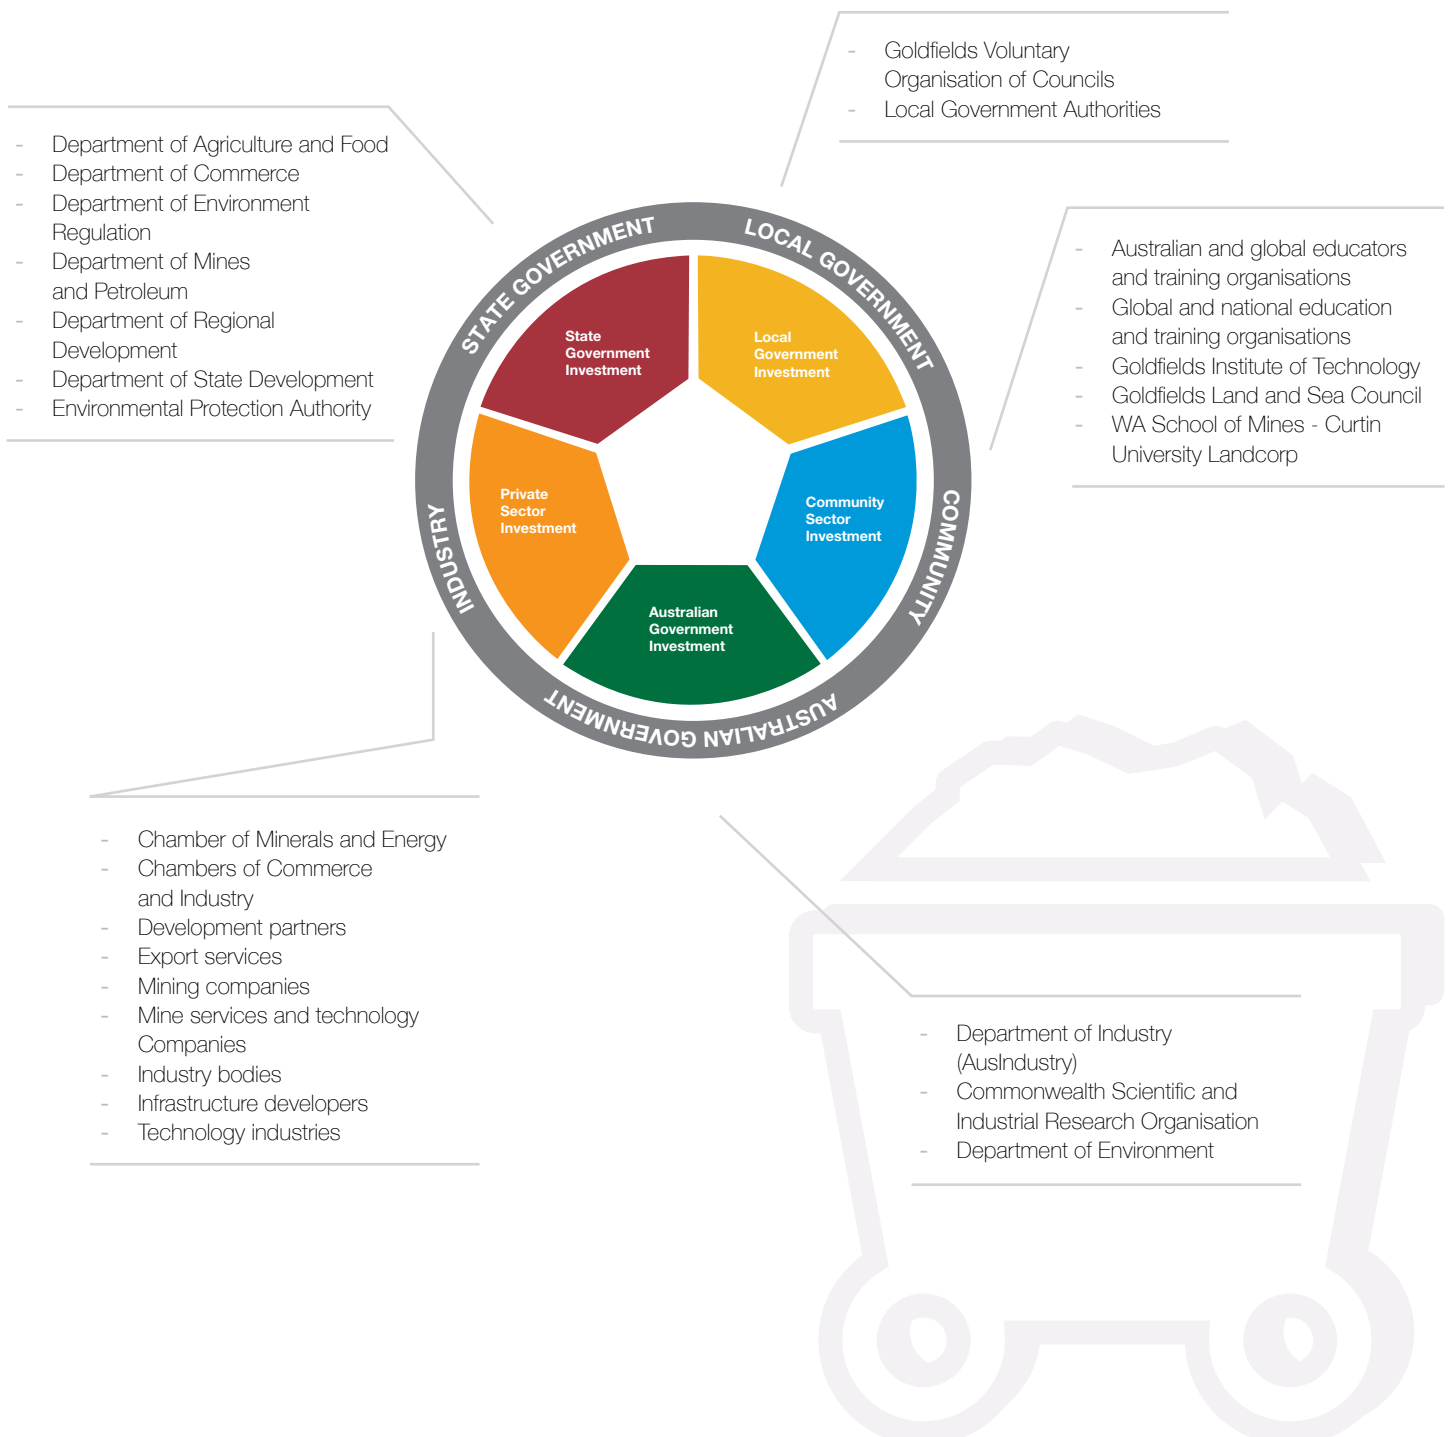 - Goldfields Voluntary
Organisation of Councils
- Local Government Authorities
- Department of Agriculture and Food
- Department of Commerce
- Department of Environment
Regulation
- Department of Mines
and Petroleum
- Department of Regional
Development
- Department of State Development
- Environmental Protection Authority
- Australian and global educators
and training organisations
- Global and national education
and training organisations
- Goldfields Institute of Technology
- Goldfields Land and Sea Council
- WA School of Mines - Curtin
University Landcorp
STATE GOVERNMENT
LOCAL GOVERNMENT
COMMUNITY
AUSTRALIAN GOVERNMENT
INDUSTRY
State
Government
Investment
Local
Government
Investment
Private
Sector
Investment
Community
Sector
Investment
Australian
Government
Investment
- Chamber of Minerals and Energy
- Chambers of Commerce
and Industry
- Development partners
- Export services
- Mining companies
- Mine services and technology
Companies
- Industry bodies
- Infrastructure developers
- Technology industries
- Department of Industry
(AusIndustry)
- Commonwealth Scientific and
Industrial Research Organisation
- Department of Environment